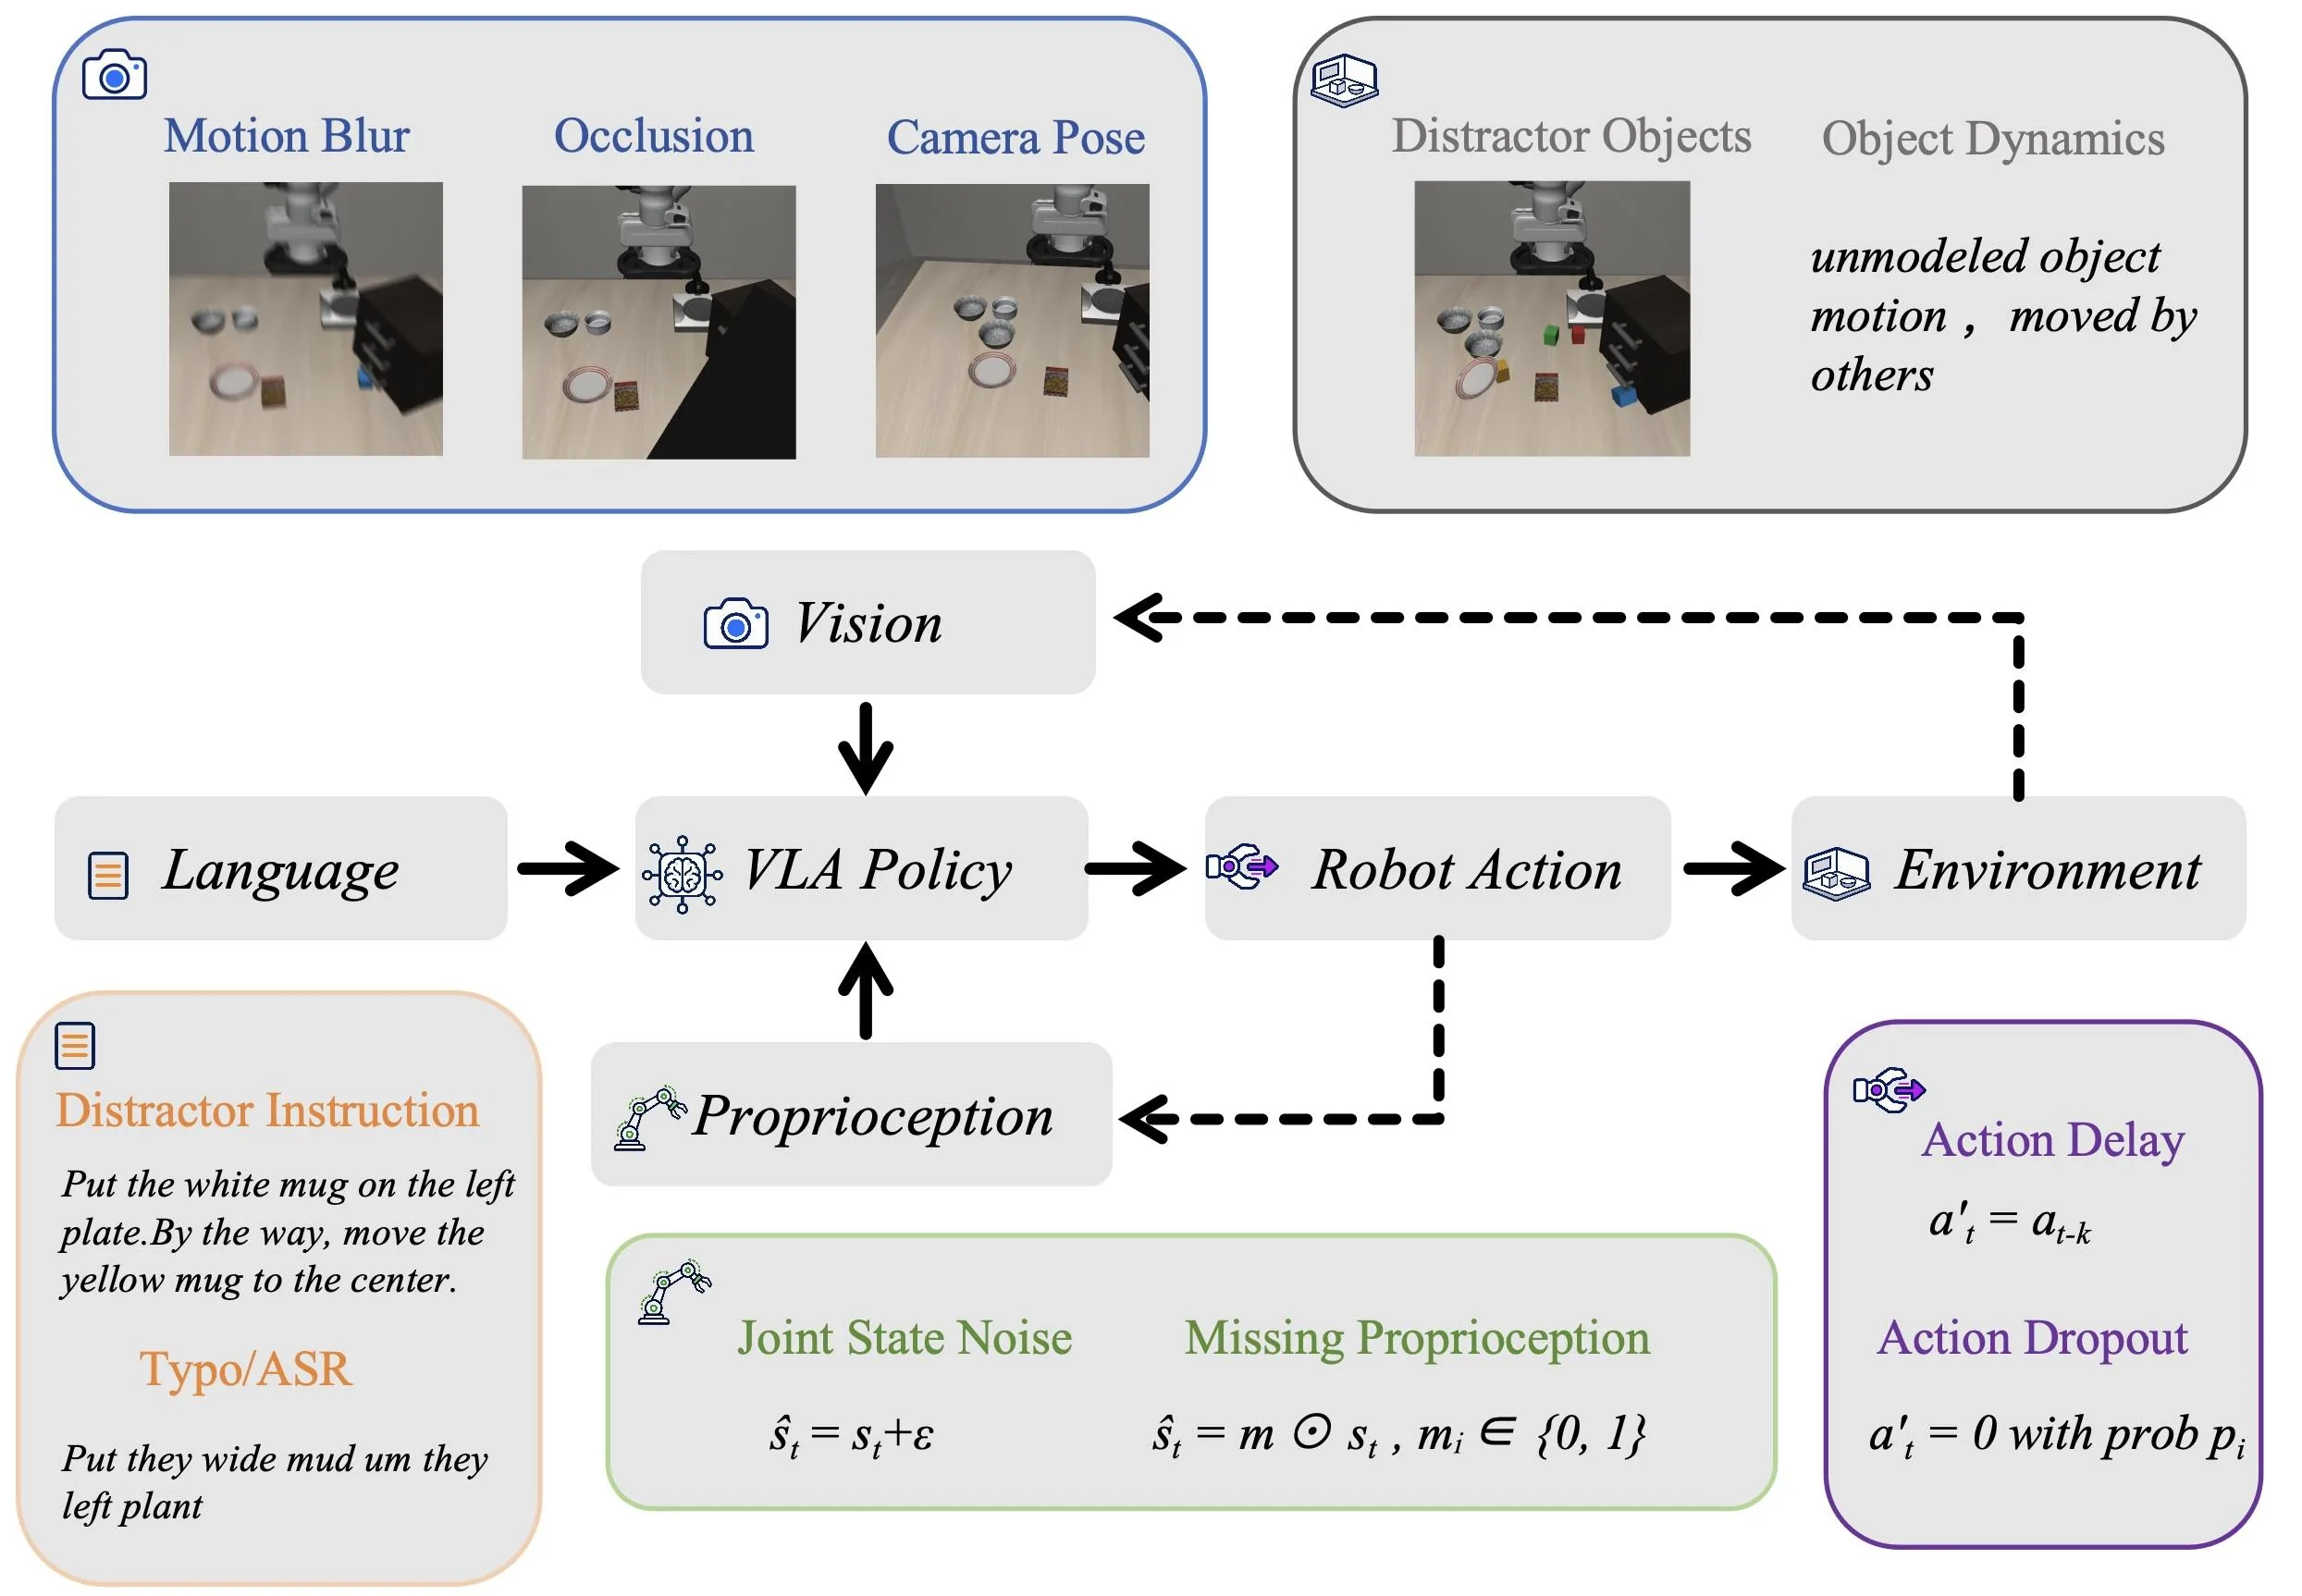 Motion Blur
Occlusion
Camera Pose
Distractor Objects
Object Dynamics
unmodeled object
motion , moved by
others
Vision
Language
VLA Policy
Robot Action
Environment
Proprioception
Distractor Instruction
Put the white mug on the left
plate.By the way, move the
yellow mug to the center.
Typo/ASR
Put they wide mud um they
left plant
Joint State Noise
ŝₜ = sₜ+ε
Missing Proprioception
ŝₜ = m ⊙ sₜ , mᵢ ∈ {0, 1}
Action Delay
a'ₜ = aₜ₋ₖ
Action Dropout
a'ₜ = 0 with prob pᵢ